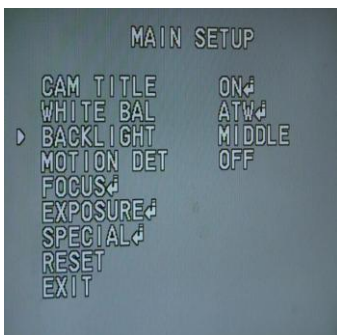 MAIN SETUP
CAM TITLE ON↲
WHITE BAL ATW↲
BACKLIGHT MIDDLE
MOTION DET OFF
FOCUS↲
EXPOSURE↲
SPECIAL↲
RESET
EXIT